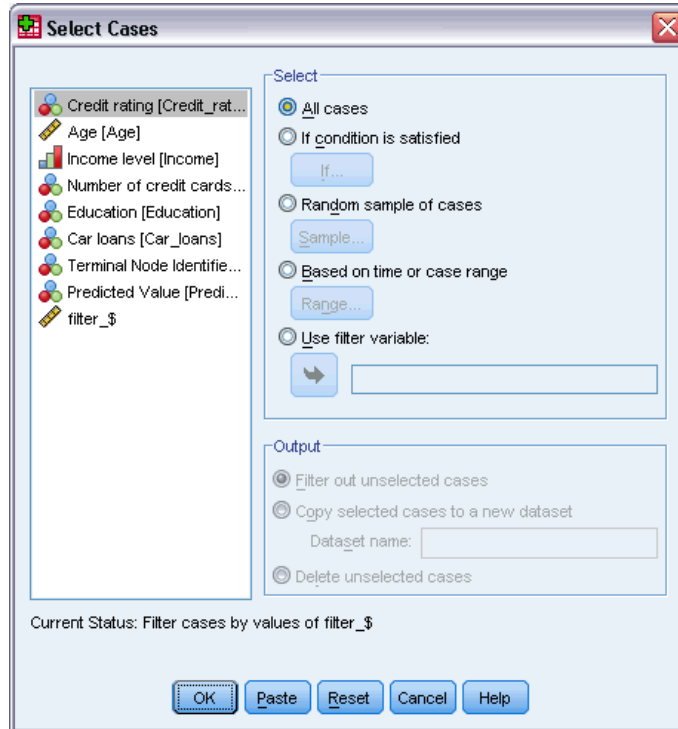 Select Cases
Credit rating [Credit_rat...
Age [Age]
Income level [Income]
Number of credit cards...
Education [Education]
Car loans [Car_loans]
Terminal Node Identifie...
Predicted Value [Predi...
filter_$
Select
All cases
If condition is satisfied
If...
Random sample of cases
Sample...
Based on time or case range
Range...
Use filter variable:
Output
Filter out unselected cases
Copy selected cases to a new dataset
Dataset name:
Delete unselected cases
Current Status: Filter cases by values of filter_$
OK Paste Reset Cancel Help